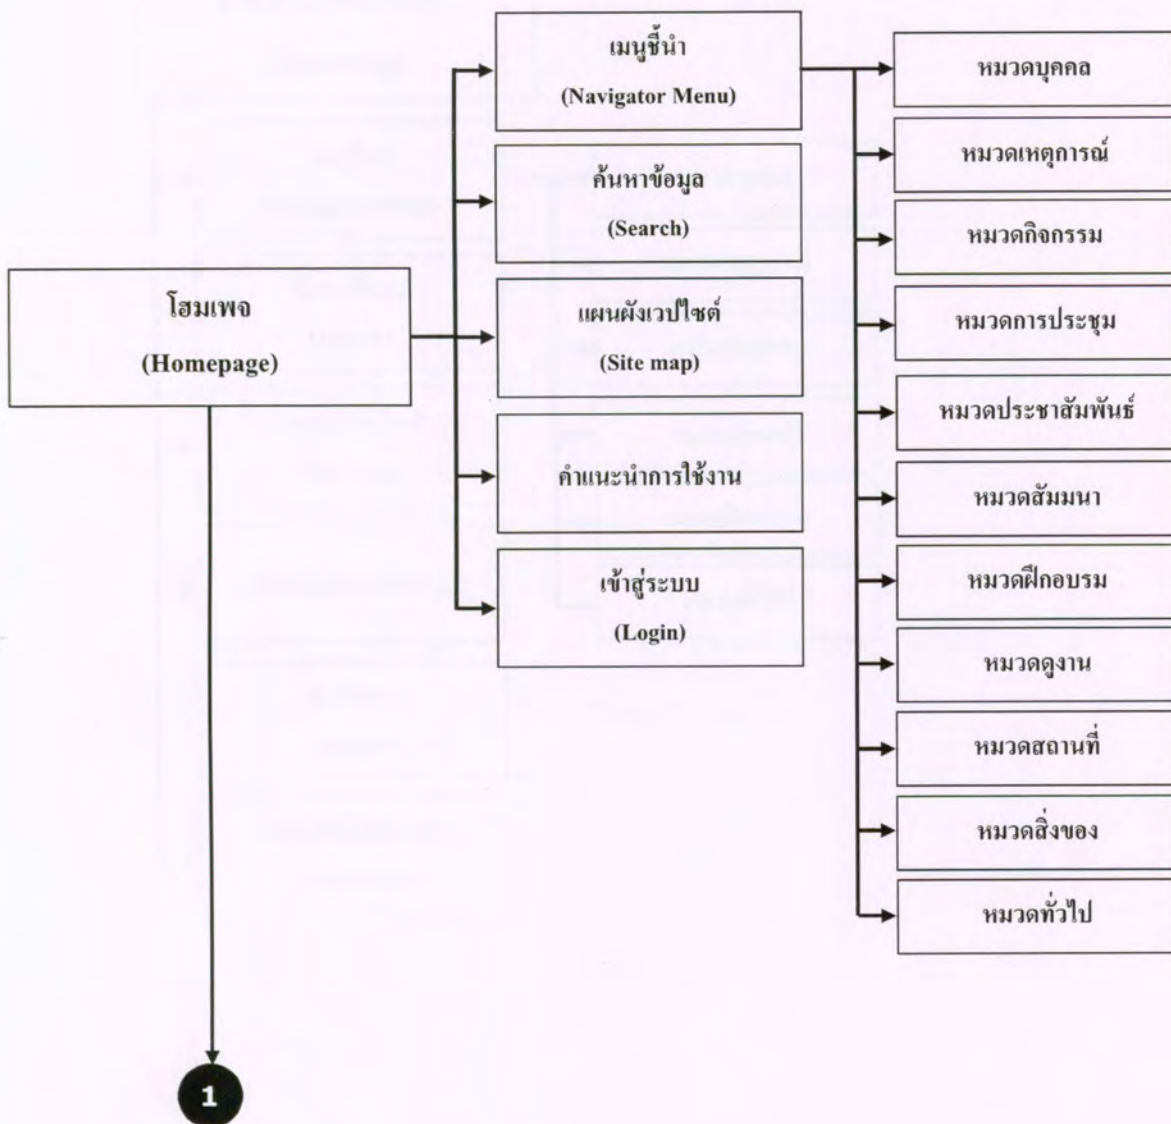 โฮมเพจ
(Homepage)
เมนูชี้นำ
(Navigator Menu)
ค้นหาข้อมูล
(Search)
แผนผังเวปไซต์
(Site map)
คำแนะนำการใช้งาน
เข้าสู่ระบบ
(Login)
หมวดบุคคล
หมวดเหตุการณ์
หมวดกิจกรรม
หมวดการประชุม
หมวดประชาสัมพันธ์
หมวดสัมมนา
หมวดฝึกอบรม
หมวดดูงาน
หมวดสถานที่
หมวดสิ่งของ
หมวดทั่วไป
1